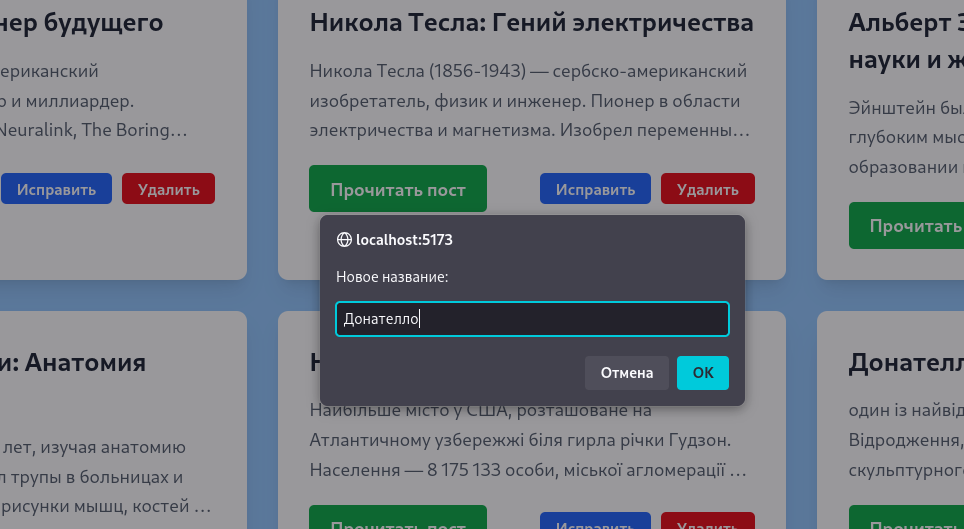 нер будущего
ериканский
о и миллиардер.
Neuralink, The Boring…
Исправить
Удалить
Никола Тесла: Гений электричества
Никола Тесла (1856-1943) — сербско-американский
изобретатель, физик и инженер. Пионер в области
электричества и магнетизма. Изобрел переменны…
Прочитать пост
Исправить
Удалить
Альберт Э
науки и ж
Эйнштейн бы
глубоким мыс
образовании
Прочитать
localhost:5173
Новое название:
Донателло
Отмена
OK
и: Анатомия
лет, изучая анатомию
л трупы в больницах и
рисунки мышц, костей …
Н
Найбільше місто у США, розташоване на
Атлантичному узбережжі біля гирла річки Гудзон.
Населення — 8 175 133 особи, міської агломерації …
Прочитать пост
Исправить
Удалить
Донателл
один із найвід
Відродження,
скульптурног
Прочитать